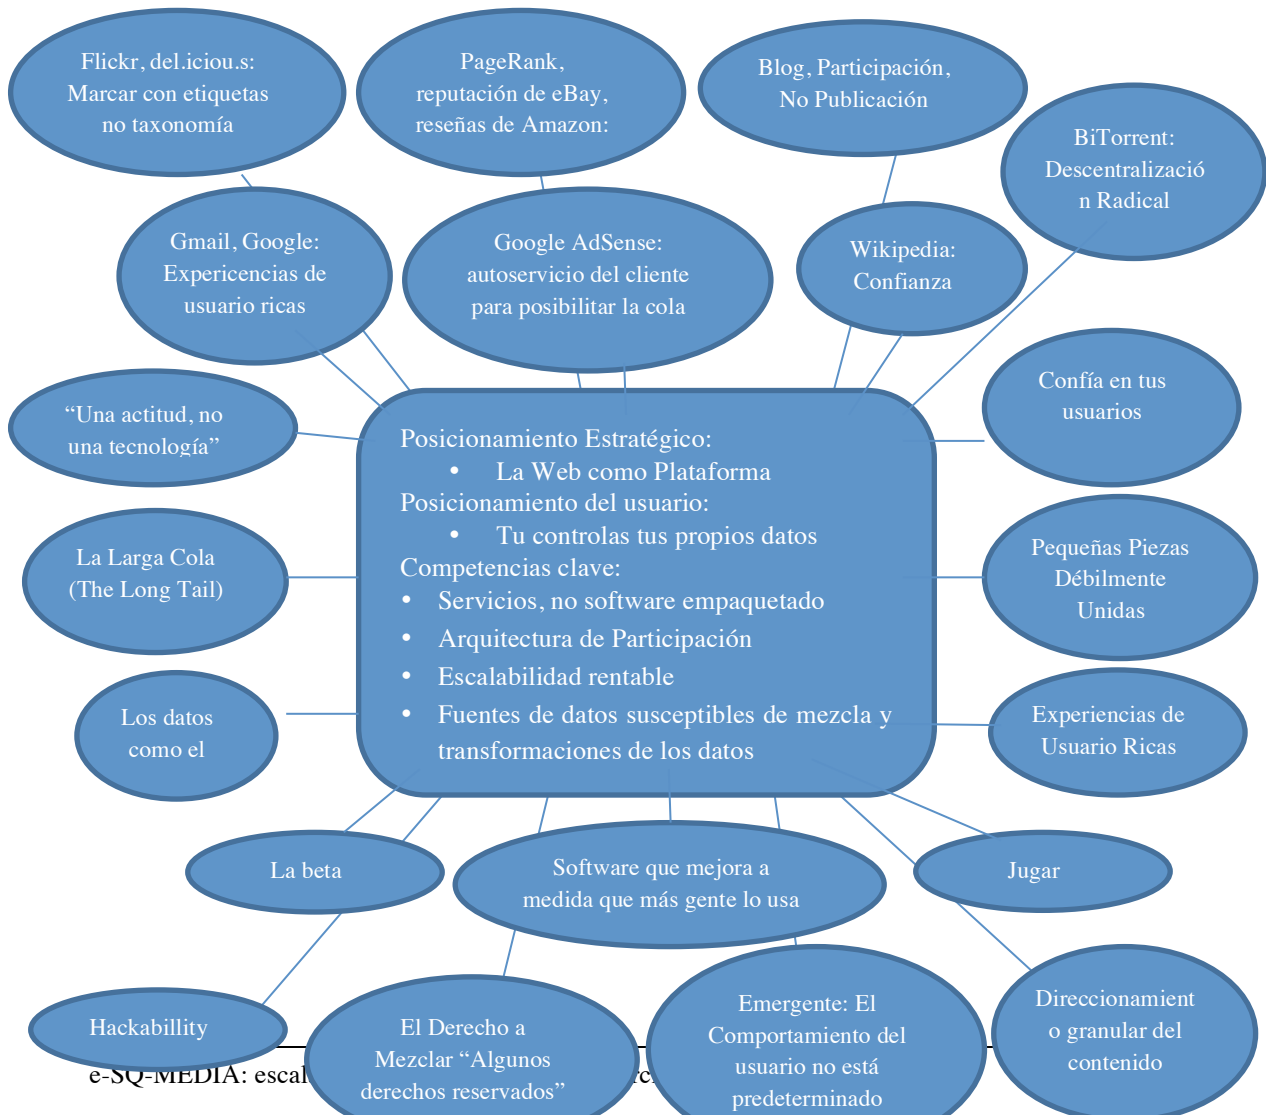 Flickr, del.iciou.s:
Marcar con etiquetas
no taxonomía
PageRank,
reputación de eBay,
reseñas de Amazon:
Blog, Participación,
No Publicación
BiTorrent:
Descentralizació
n Radical
Gmail, Google:
Expericencias de
usuario ricas
Google AdSense:
autoservicio del cliente
para posibilitar la cola
Wikipedia:
Confianza
Confía en tus
usuarios
“Una actitud, no
una tecnología”
Posicionamiento Estratégico:
• La Web como Plataforma
Posicionamiento del usuario:
• Tu controlas tus propios datos
Competencias clave:
• Servicios, no software empaquetado
• Arquitectura de Participación
• Escalabilidad rentable
• Fuentes de datos susceptibles de mezcla y
transformaciones de los datos
La Larga Cola
(The Long Tail)
Pequeñas Piezas
Débilmente
Unidas
Los datos
como el
Experiencias de
Usuario Ricas
La beta
Software que mejora a
medida que más gente lo usa
Jugar
Hackabillity
El Derecho a
Mezclar “Algunos
derechos reservados”
Emergente: El
Comportamiento del
usuario no está
predeterminado
Direccionamient
o granular del
contenido
e-SQ-MEDIA: